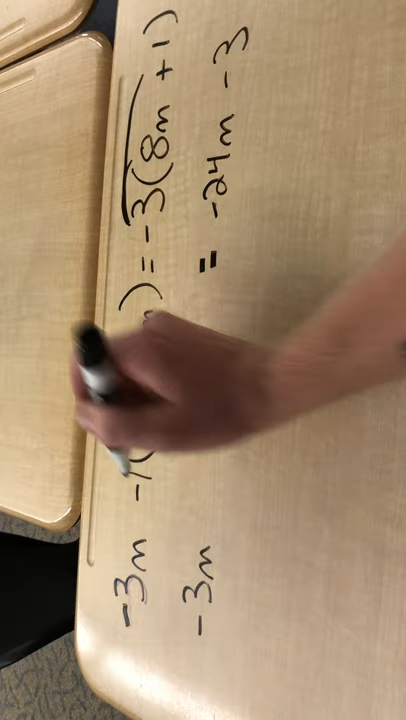 -3m -1( ) = -3(8m + 1)
-3m = -24m - 3